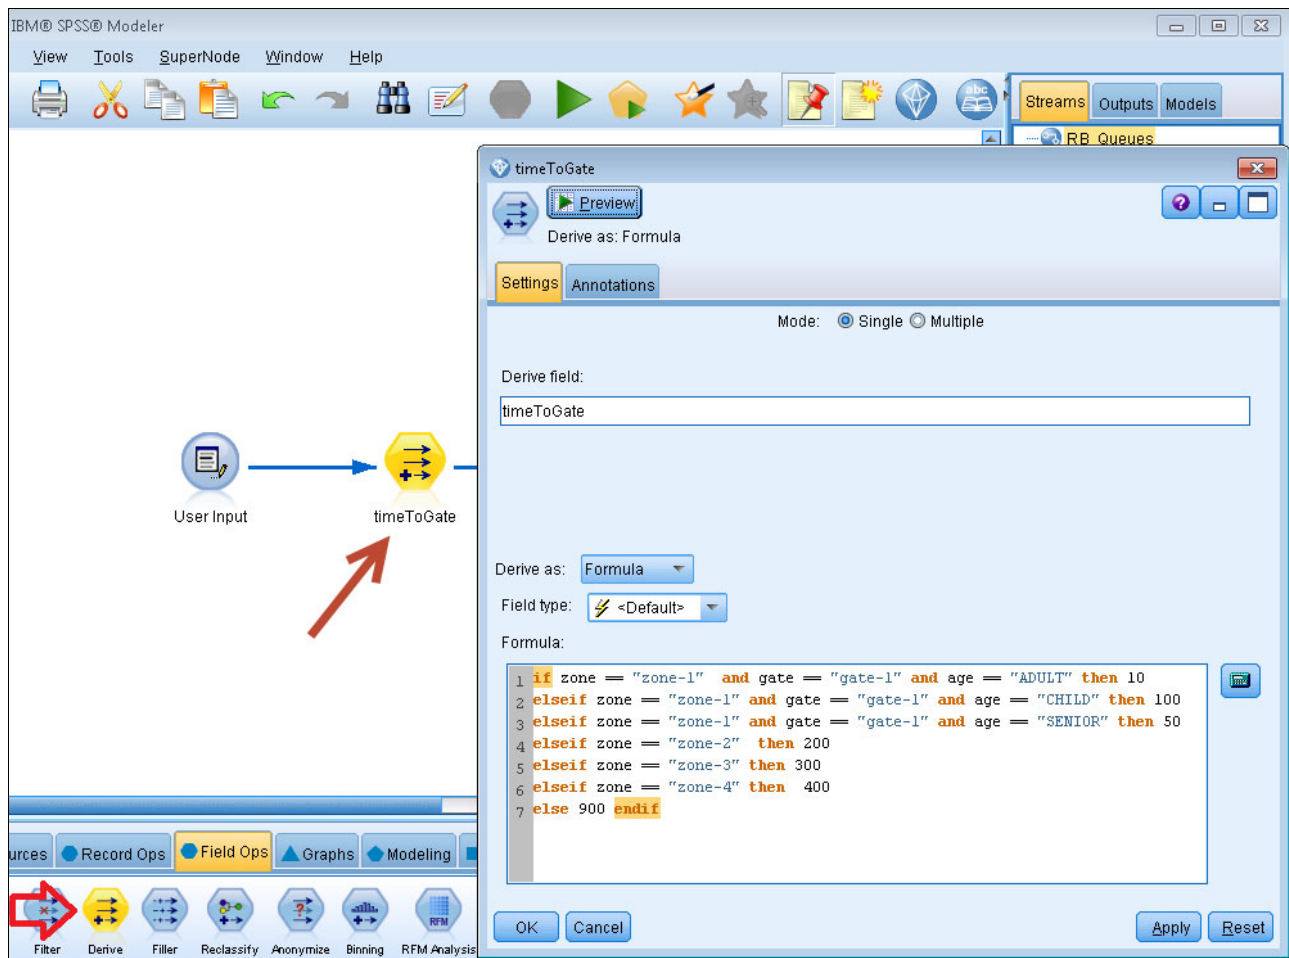 IBM® SPSS® Modeler
View Tools SuperNode Window Help
abc
Streams Outputs Models
RB_Queues
timeToGate
Preview
?
Derive as: Formula
Settings Annotations
Mode: Single Multiple
Derive field:
timeToGate
User Input
timeToGate
Derive as: Formula
Field type: <Default>
Formula:
1 if zone == "zone-1" and gate == "gate-1" and age == "ADULT" then 10
2 elseif zone == "zone-1" and gate == "gate-1" and age == "CHILD" then 100
3 elseif zone == "zone-1" and gate == "gate-1" and age == "SENIOR" then 50
4 elseif zone == "zone-2" then 200
5 elseif zone == "zone-3" then 300
6 elseif zone == "zone-4" then 400
7 else 900 endif
urces Record Ops Field Ops Graphs Modeling
?
RFM
Filter Derive Filler Reclassify Anonymize Binning RFM Analysis
OK Cancel Apply Reset